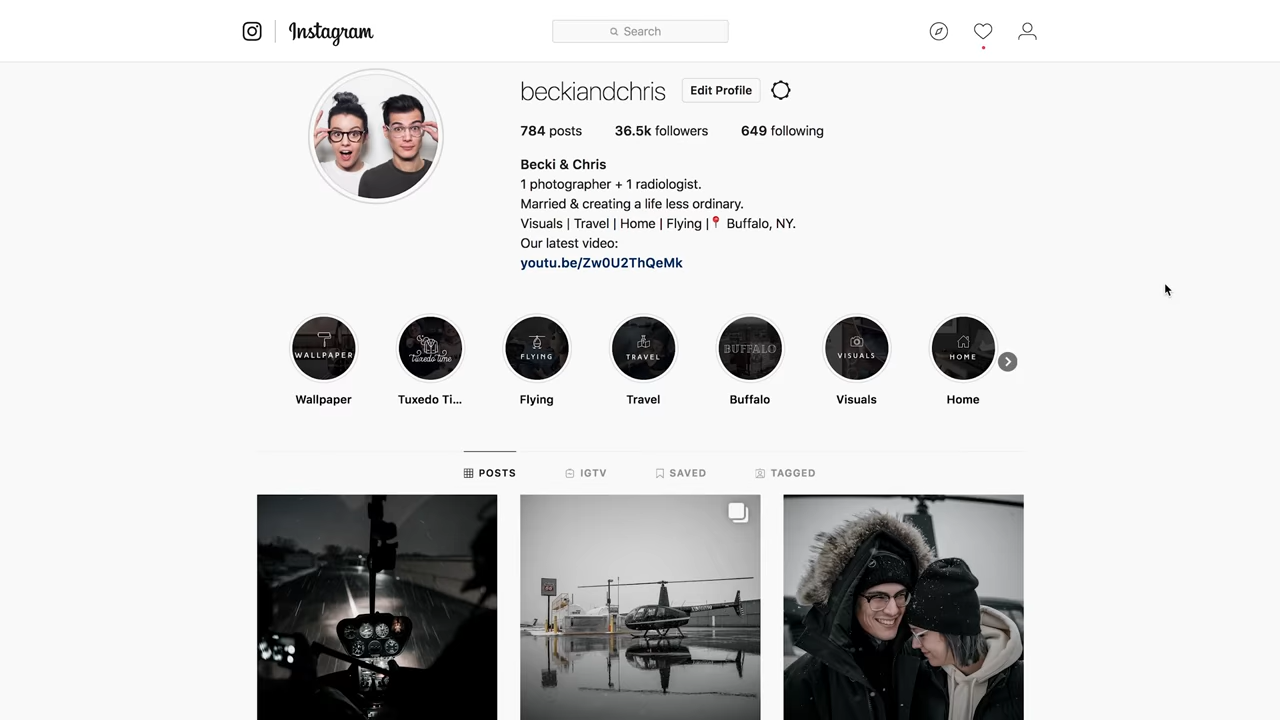 Instagram
Search
beckiandchris
Edit Profile
784 posts 36.5k followers 649 following
Becki & Chris
1 photographer + 1 radiologist.
Married & creating a life less ordinary.
Visuals | Travel | Home | Flying |📍 Buffalo, NY.
Our latest video:
youtu.be/Zw0U2ThQeMk
WALLPAPER
Tuxedo time
FLYING
TRAVEL
BUFFALO
VISUALS
HOME
Wallpaper
Tuxedo Ti...
Flying
Travel
Buffalo
Visuals
Home
POSTS
IGTV
SAVED
TAGGED